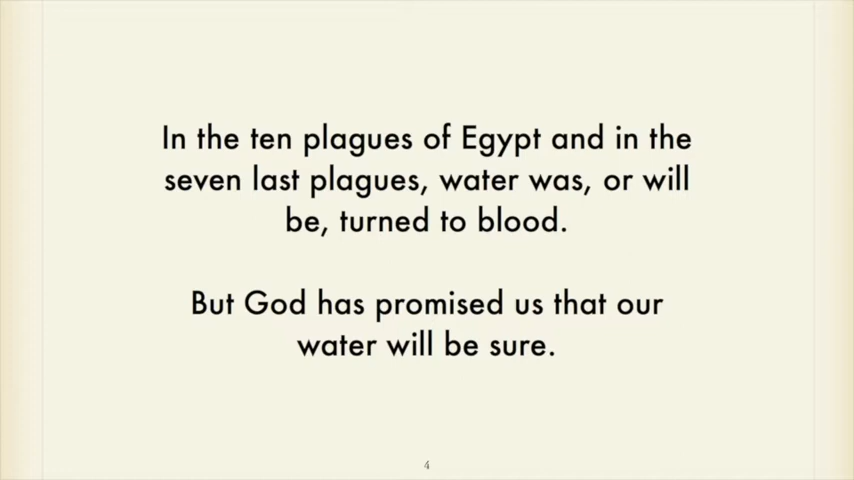 In the ten plagues of Egypt and in the
seven last plagues, water was, or will
be, turned to blood.
But God has promised us that our
water will be sure.
4